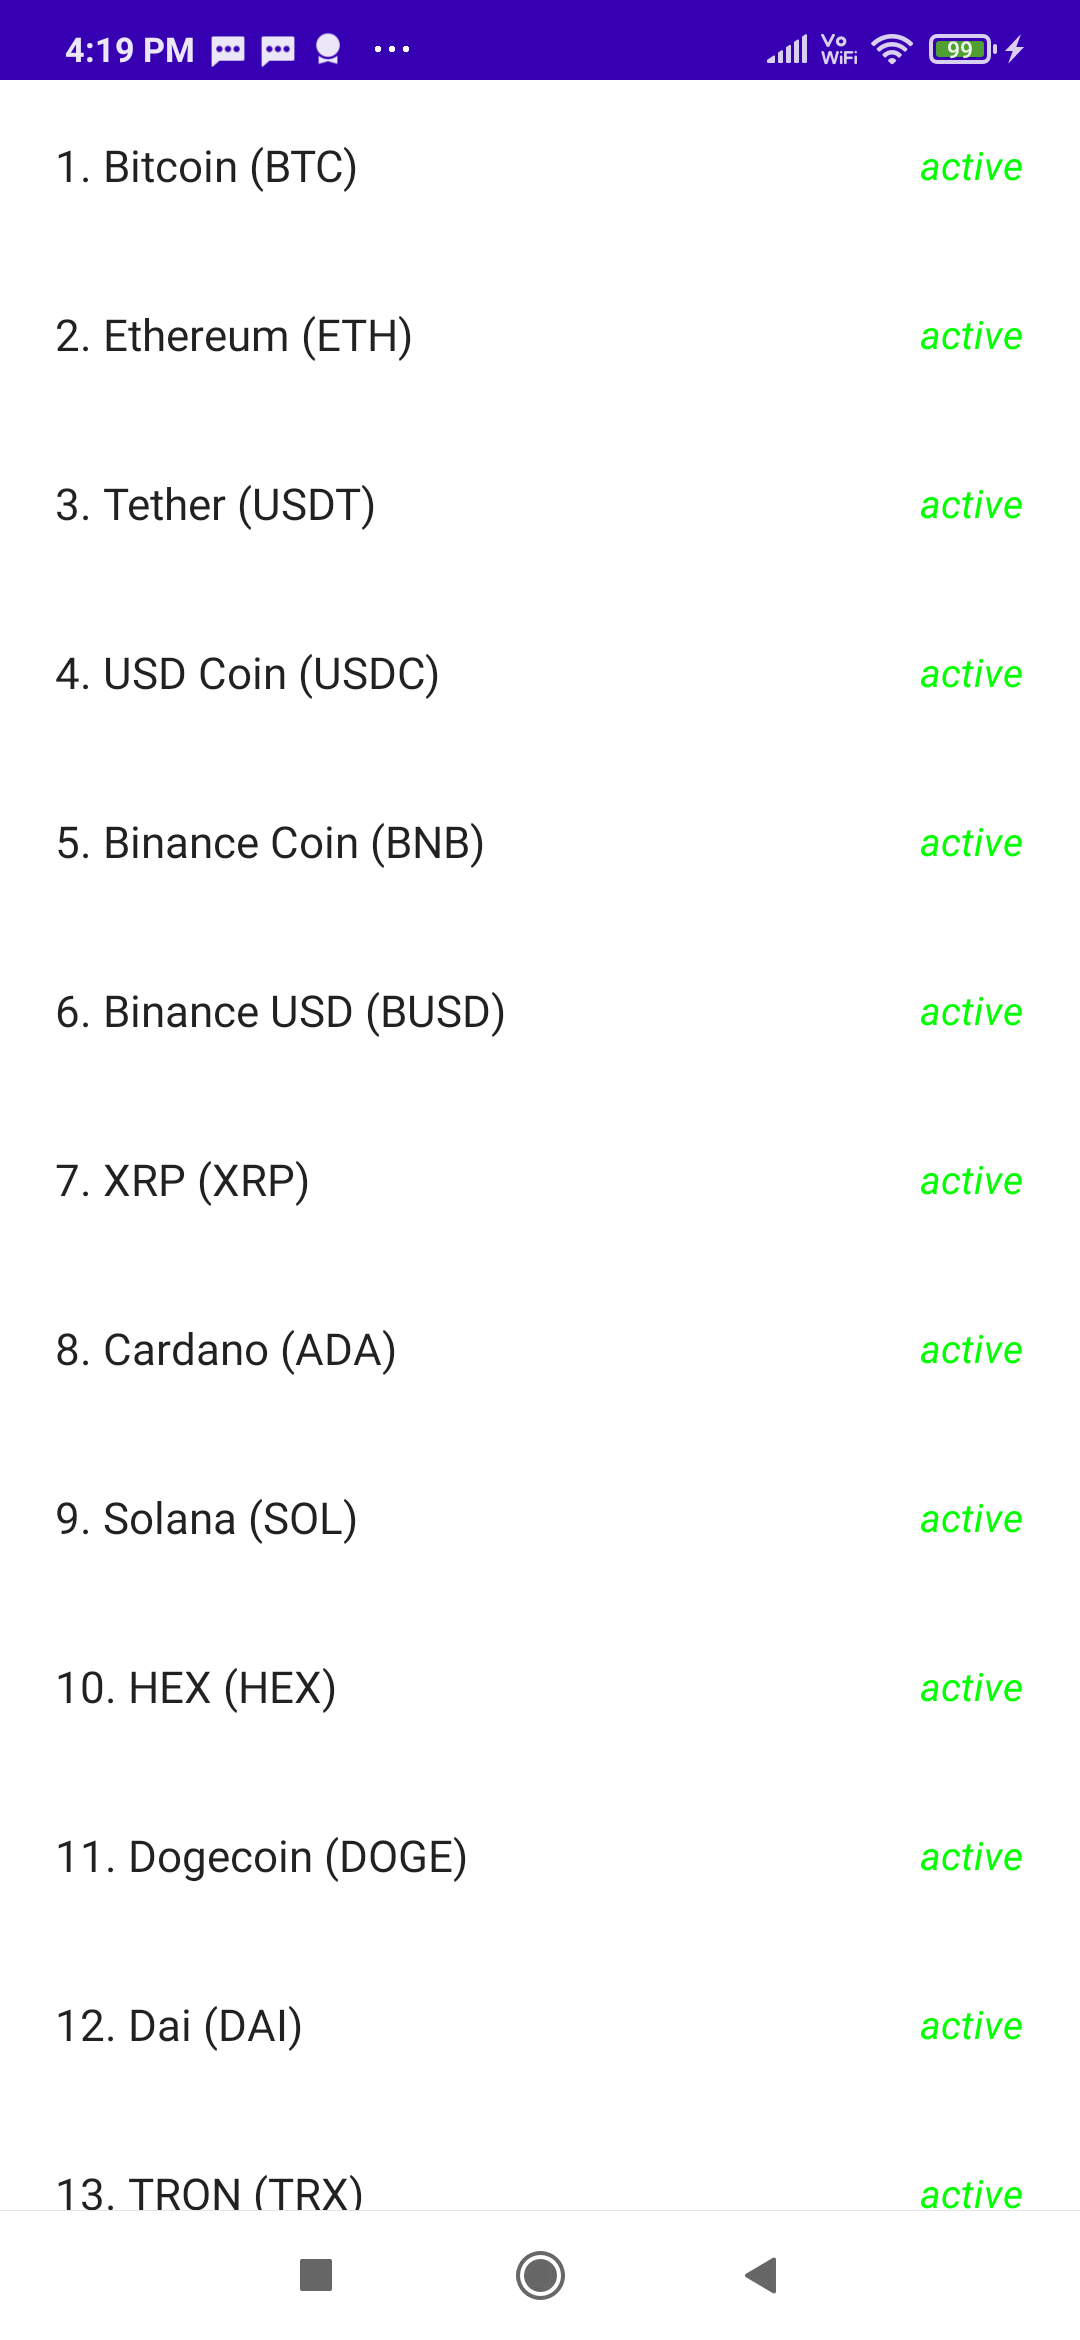 4:19 PM Vo WiFi 99
1. Bitcoin (BTC) active
2. Ethereum (ETH) active
3. Tether (USDT) active
4. USD Coin (USDC) active
5. Binance Coin (BNB) active
6. Binance USD (BUSD) active
7. XRP (XRP) active
8. Cardano (ADA) active
9. Solana (SOL) active
10. HEX (HEX) active
11. Dogecoin (DOGE) active
12. Dai (DAI) active
13. TRON (TRX) active